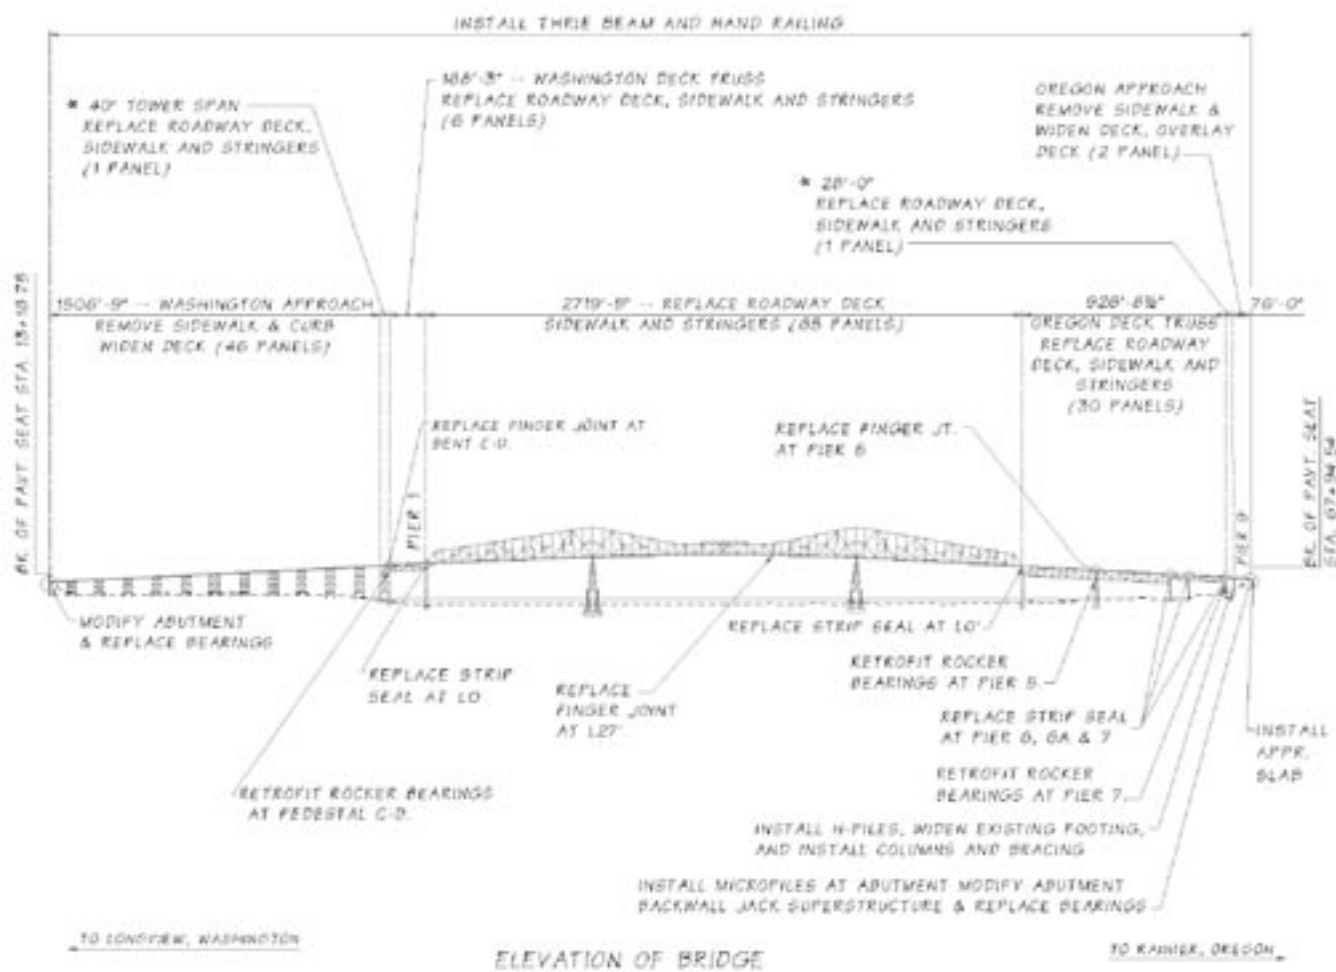 INSTALL THRIE BEAM AND HAND RAILING
168'-3" -- WASHINGTON DECK TRUSS
REPLACE ROADWAY DECK, SIDEWALK AND STRINGERS
(6 PANELS)
* 40' TOWER SPAN
REPLACE ROADWAY DECK,
SIDEWALK AND STRINGERS
(1 PANEL)
OREGON APPROACH
REMOVE SIDEWALK &
WIDEN DECK, OVERLAY
DECK (2 PANEL)
* 28'-0"
REPLACE ROADWAY DECK,
SIDEWALK AND STRINGERS
(1 PANEL)
BK. OF PAVT. SEAT STA. 13+18.75
1506'-9" -- WASHINGTON APPROACH
REMOVE SIDEWALK & CURB
WIDEN DECK (46 PANELS)
REPLACE ROADWAY DECK
SIDEWALK AND STRINGERS (88 PANELS)
OREGON DECK TRUSS
REPLACE ROADWAY
DECK, SIDEWALK AND
STRINGERS
(30 PANELS)
76'-0"
BK. OF PAVT. SEAT
STA. 67+94.54
REPLACE FINGER JOINT AT
BENT C-D.
REPLACE FINGER JT.
AT PIER 5
PIER 1
PIER 9
MODIFY ABUTMENT
& REPLACE BEARINGS
REPLACE STRIP
SEAL AT L0
REPLACE
FINGER JOINT
AT L27'.
REPLACE STRIP SEAL AT L0'
RETROFIT ROCKER
BEARINGS AT PIER 5.
REPLACE STRIP SEAL
AT PIER 6, 6A & 7
RETROFIT ROCKER
BEARINGS AT PIER 7.
INSTALL
APPR.
SLAB
RETROFIT ROCKER BEARINGS
AT PEDESTAL C-D.
INSTALL H-PILES, WIDEN EXISTING FOOTING,
AND INSTALL COLUMNS AND BRACING
INSTALL MICROPILES AT ABUTMENT MODIFY ABUTMENT
BACKWALL JACK SUPERSTRUCTURE & REPLACE BEARINGS
TO LONGVIEW, WASHINGTON
ELEVATION OF BRIDGE
TO RAINIER, OREGON